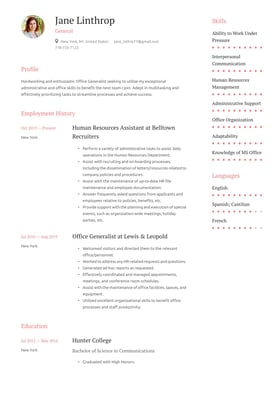 Jane Linthrop
General
New York, NY, United States
718-710-7123
Profile
Hardworking and enthusiastic Office Generalist seeking to utilize my exceptional
administrative and office skills to benefit the next team I join. Adept in multitasking and
effectively prioritizing tasks to streamline processes and achieve success.
Employment History
Oct 2019 — Present
New York
Human Resources Assistant at Belltown
Recruiters
Perform a variety of administrative tasks to assist daily
operations in the Human Resources Department.
Assist with recruiting and on-boarding processes,
including the dissemination of letters/resources related to
policies and procedures.
Assist with the maintenance of up-to-date HR file
maintenance and employee documents.
Answer frequently asked questions from applicants and
employees relative to policies, benefits, etc.
Provide support with the planning and execution of special
events, such as organization-wide meetings, holiday
parties, etc.
Jul 2016 — Aug 2019
New York
Office Generalist at Lewis & Leopold
Welcomed visitors and directed them to the relevant
office/personnel.
Worked to address any HR-related requests and questions.
Generated ad-hoc reports as requested.
Effectively coordinated and managed appointments,
meetings, and conference room schedules.
Assist with the maintenance of office facilities, spaces, and
equipment.
Utilized excellent organizational skills to benefit office
processes and staff productivity.
Education
New York
Hunter College
Bachelor of Science in Communications
Graduated with High Honors.
Skills
Ability to Work Under
Pressure
Interpersonal
Communication
Human Resources
Management
Administrative Support
Office Organization
Adaptability
Knowledge of MS Office
Languages
English
Spanish; Castilian
French